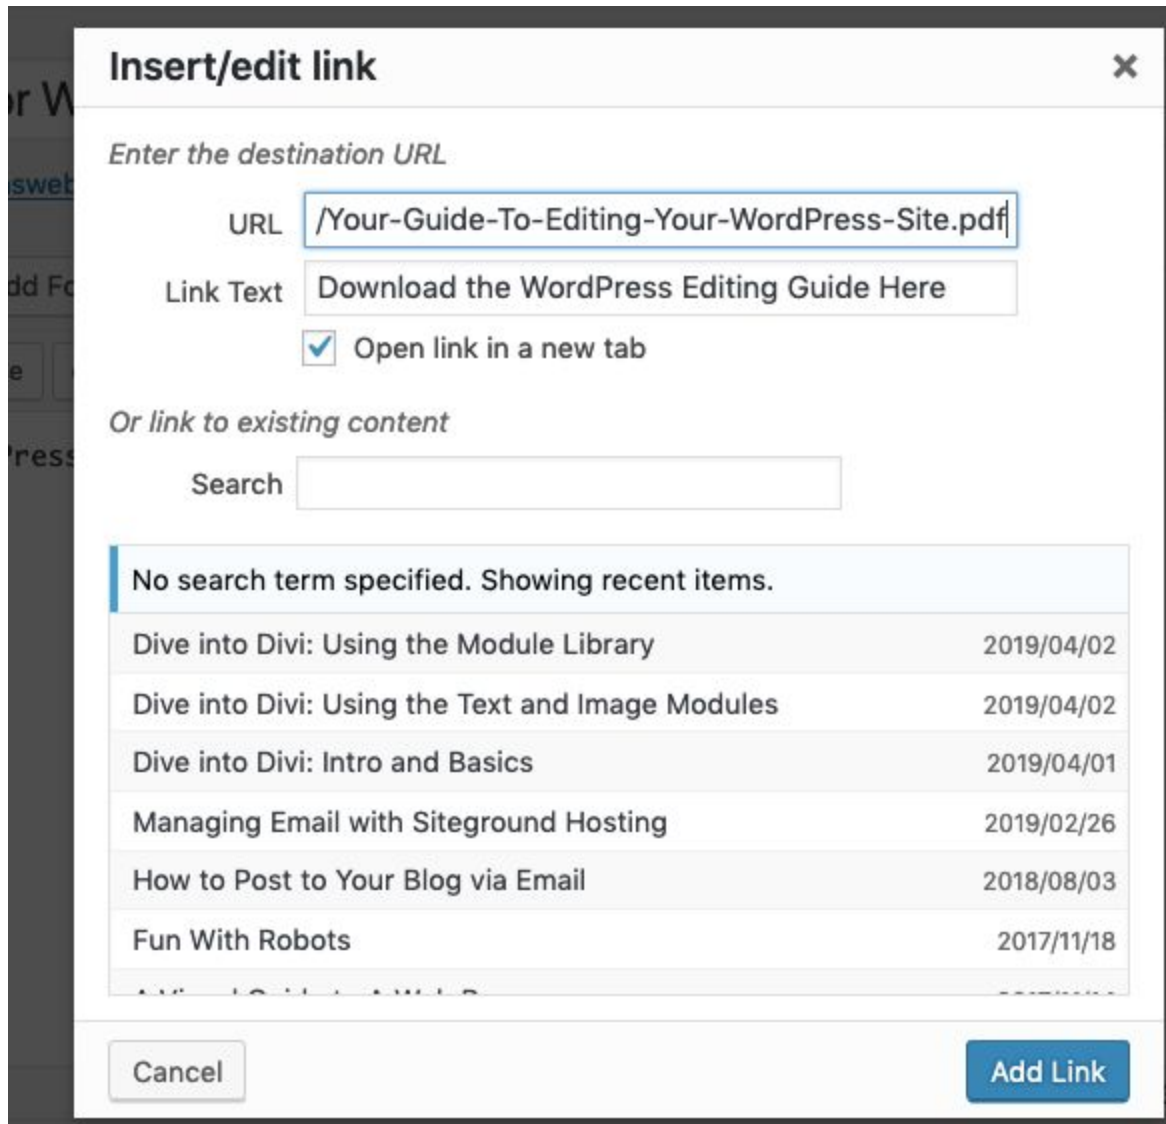 Insert/edit link
Enter the destination URL
URL /Your-Guide-To-Editing-Your-WordPress-Site.pdf
Link Text Download the WordPress Editing Guide Here
Open link in a new tab
Or link to existing content
Search
No search term specified. Showing recent items.
Dive into Divi: Using the Module Library 2019/04/02
Dive into Divi: Using the Text and Image Modules 2019/04/02
Dive into Divi: Intro and Basics 2019/04/01
Managing Email with Siteground Hosting 2019/02/26
How to Post to Your Blog via Email 2018/08/03
Fun With Robots 2017/11/18
Cancel Add Link